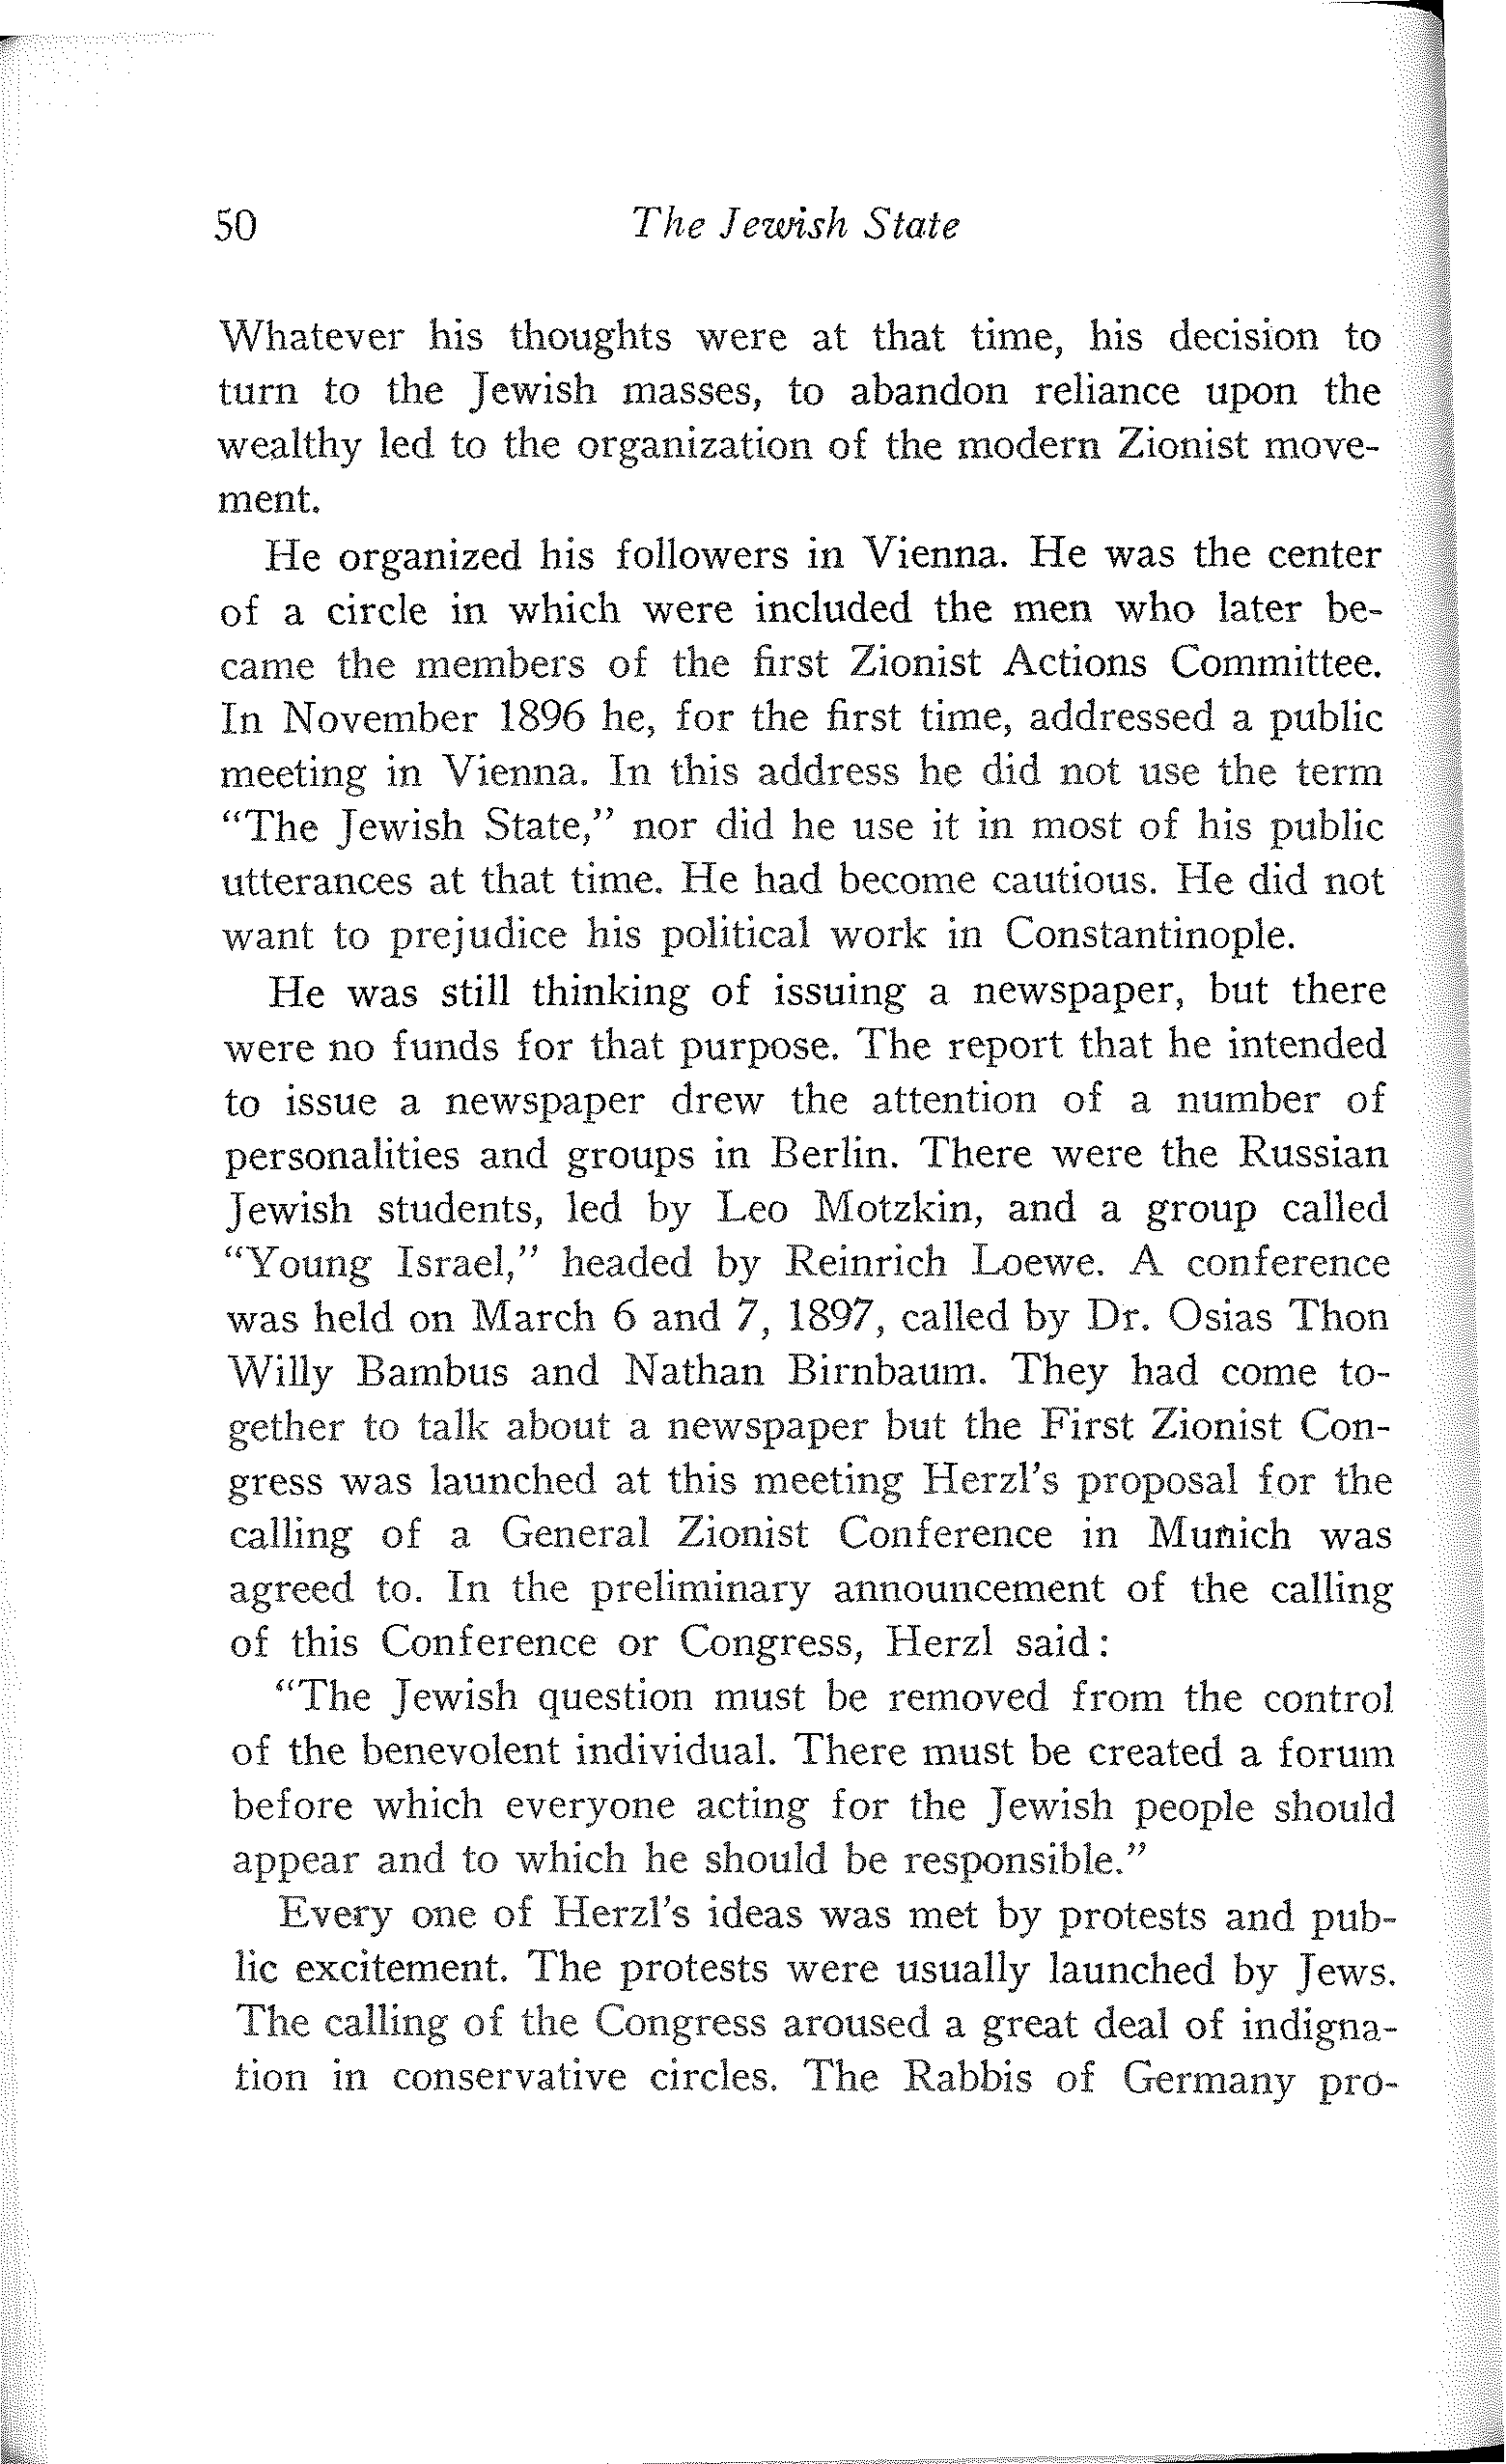 50 The Jewish State
Whatever his thoughts were at that time, his decision to
turn to the Jewish masses, to abandon reliance upon the
wealthy led to the organization of the modern Zionist move-
ment.
He organized his followers in Vienna. He was the center
of a circle in which were included the men who later be-
came the members of the first Zionist Actions Committee.
In November 1896 he, for the first time, addressed a public
meeting in Vienna. In this address he did not use the term
“The Jewish State,” nor did he use it in most of his public
utterances at that time. He had become cautious. He did not
want to prejudice his political work in Constantinople.
He was still thinking of issuing a newspaper, but there
were no funds for that purpose. The report that he intended
to issue a newspaper drew the attention of a number of
personalities and groups in Berlin. There were the Russian
Jewish students, led by Leo Motzkin, and a group called
“Young Israel,” headed by Reinrich Loewe. A conference
was held on March 6 and 7, 1897, called by Dr. Osias Thon
Willy Bambus and Nathan Birnbaum. They had come to-
gether to talk about a newspaper but the First Zionist Con-
gress was launched at this meeting Herzl’s proposal for the
calling of a General Zionist Conference in Munich was
agreed to. In the preliminary announcement of the calling
of this Conference or Congress, Herzl said:
“The Jewish question must be removed from the control
of the benevolent individual. There must be created a forum
before which everyone acting for the Jewish people should
appear and to which he should be responsible.”
Every one of Herzl’s ideas was met by protests and pub-
lic excitement. The protests were usually launched by Jews.
The calling of the Congress aroused a great deal of indigna-
tion in conservative circles. The Rabbis of Germany pro-